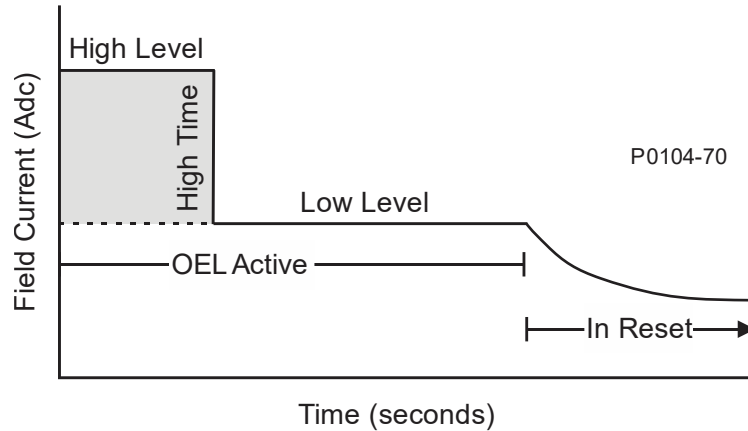 High Level
High Time
P0104-70
Low Level
OEL Active
In Reset
Field Current (Adc)
Time (seconds)